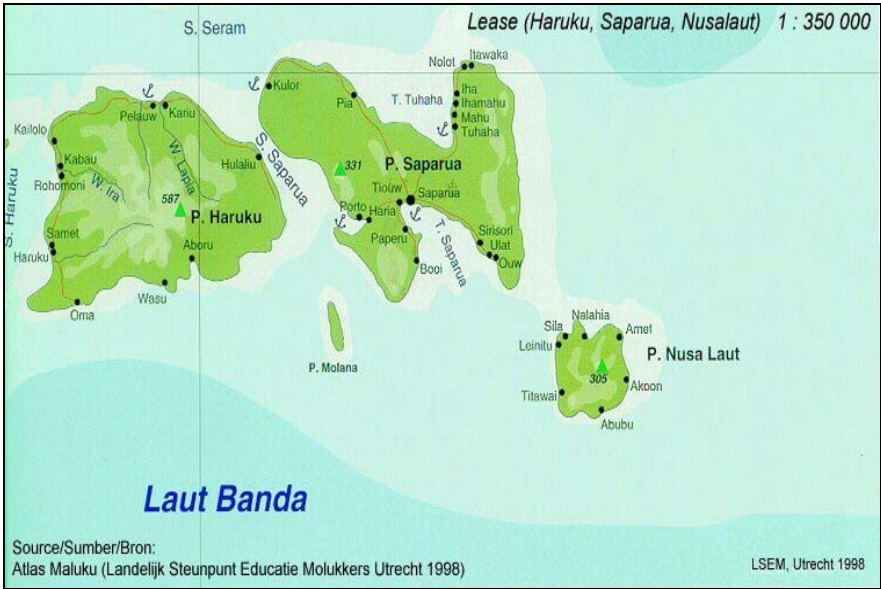 Lease (Haruku, Saparua, Nusalaut) 1 : 350 000
S. Seram
Nolot
Itawaka
Kulor
Pia
T. Tuhaha
Iha
Ihamahu
Mahu
Tuhaha
Pelauw
Kariu
Kailolo
Kabau
Rohomoni
W. Ira
W. Lapia
Hulaliu
S. Saparua
331
P. Saparua
587
P. Haruku
Tiouw
Saparua
Porto
Haria
Paperu
T. Saparua
Sirisori
Ulat
Ouw
Booi
S. Haruku
Samet
Haruku
Aboru
Wasu
Oma
P. Molana
Sila
Nalahia
Amet
Leinitu
P. Nusa Laut
305
Akoon
Titawai
Abubu
Laut Banda
Source/Sumber/Bron:
Atlas Maluku (Landelijk Steunpunt Educatie Molukkers Utrecht 1998)
LSEM, Utrecht 1998